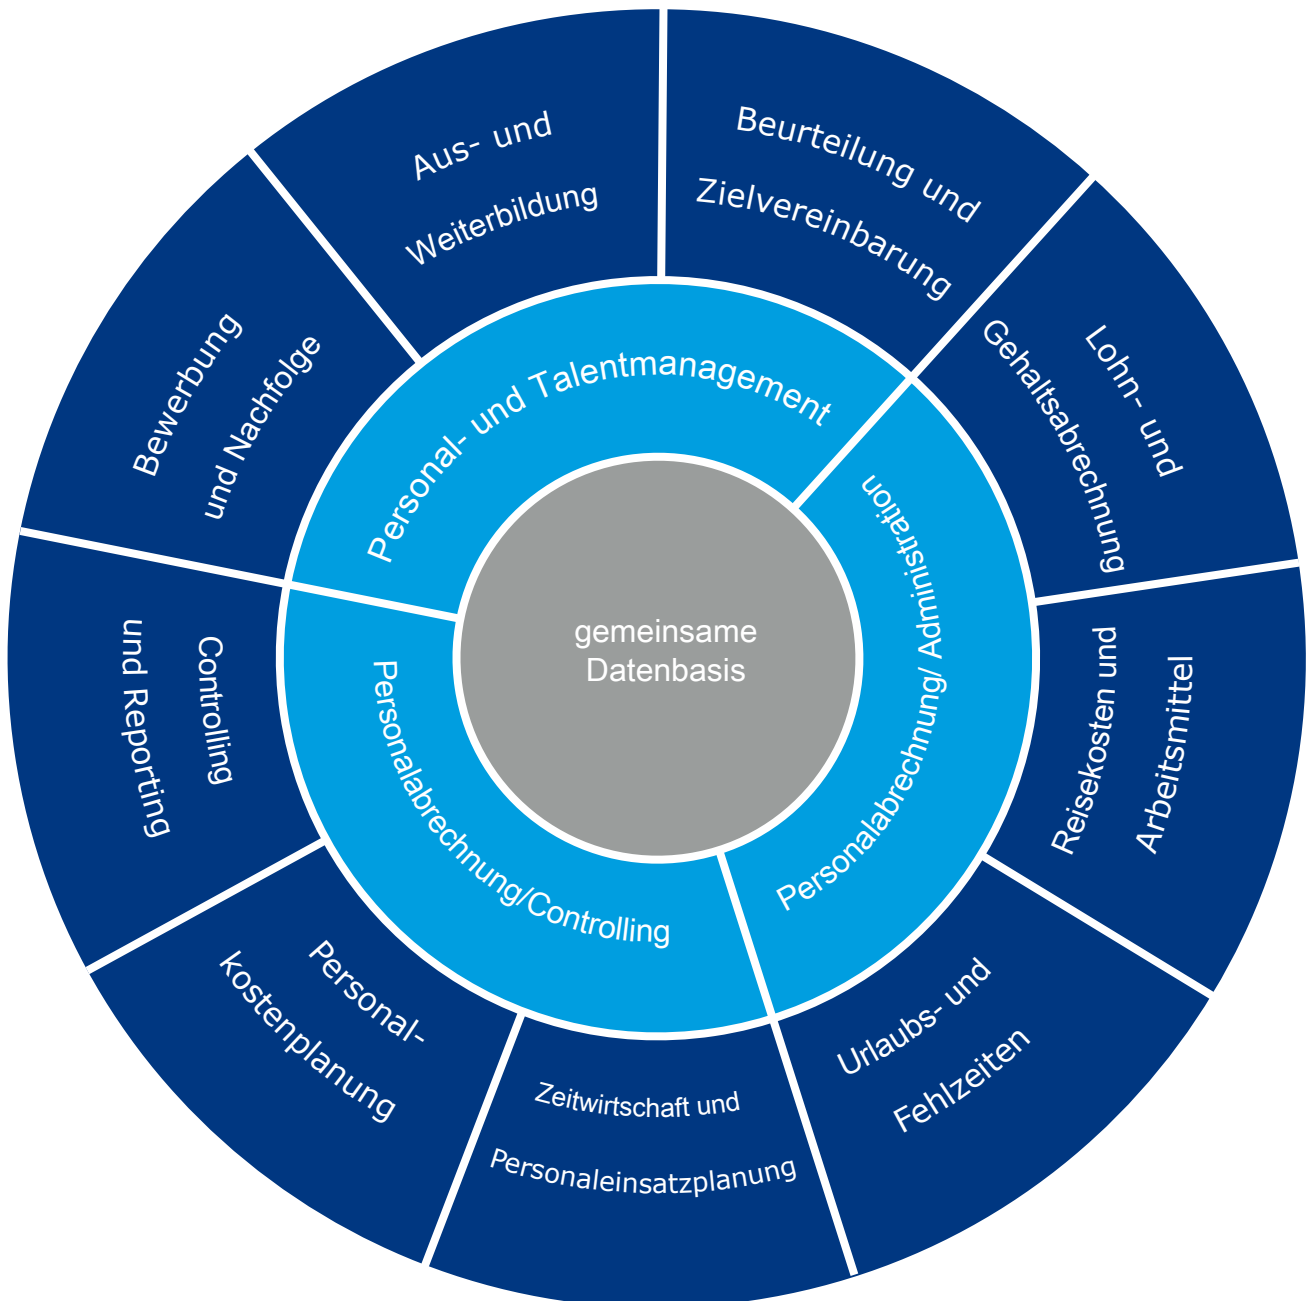 Aus- und
Weiterbildung
Beurteilung und
Zielvereinbarung
Lohn- und
Gehaltsabrechnung
Reisekosten und
Arbeitsmittel
Urlaubs- und
Fehlzeiten
Zeitwirtschaft und
Personaleinsatzplanung
Personal-
kostenplanung
Controlling
und Reporting
Bewerbung
und Nachfolge
Personal- und Talentmanagement
Personalabrechnung/ Administration
Personalabrechnung/Controlling
gemeinsame
Datenbasis